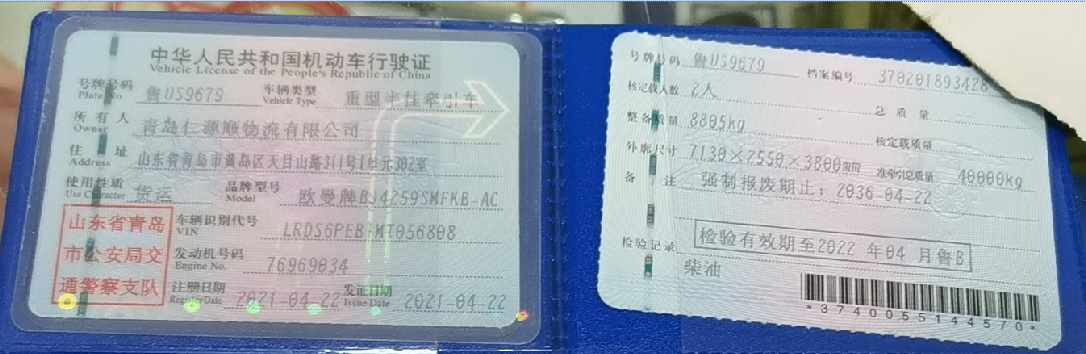 中华人民共和国机动车行驶证
Vehicle License of the People's Republic of China
号牌号码 鲁US9679 车辆类型 重型半挂牵引车
Plate No. Vehicle Type
所有人 青岛仁源顺物流有限公司
Owner
住址 山东省青岛市黄岛区天目山路311号1单元302室
Address
使用性质 货运 品牌型号 欧曼牌BJ4259SMFKB-AC
Use Character Model
山东省青岛
市公安局交
通警察支队
车辆识别代号 LRDS6PEB MT056808
VIN
发动机号码 76969034
Engine No.
注册日期 2021-04-22 发证日期 2021-04-22
Register Date Issue Date
号牌号码 鲁US9679 档案编号 370201893428
核定载人数 2人 总质量
整备质量 8805kg 核定载质量
外廓尺寸 7130×2550×3800mm 准牵引总质量 40000kg
备注 强制报废期止：2036-04-22
检验记录 检验有效期至2022年04月鲁B
柴油
*3740055144570*